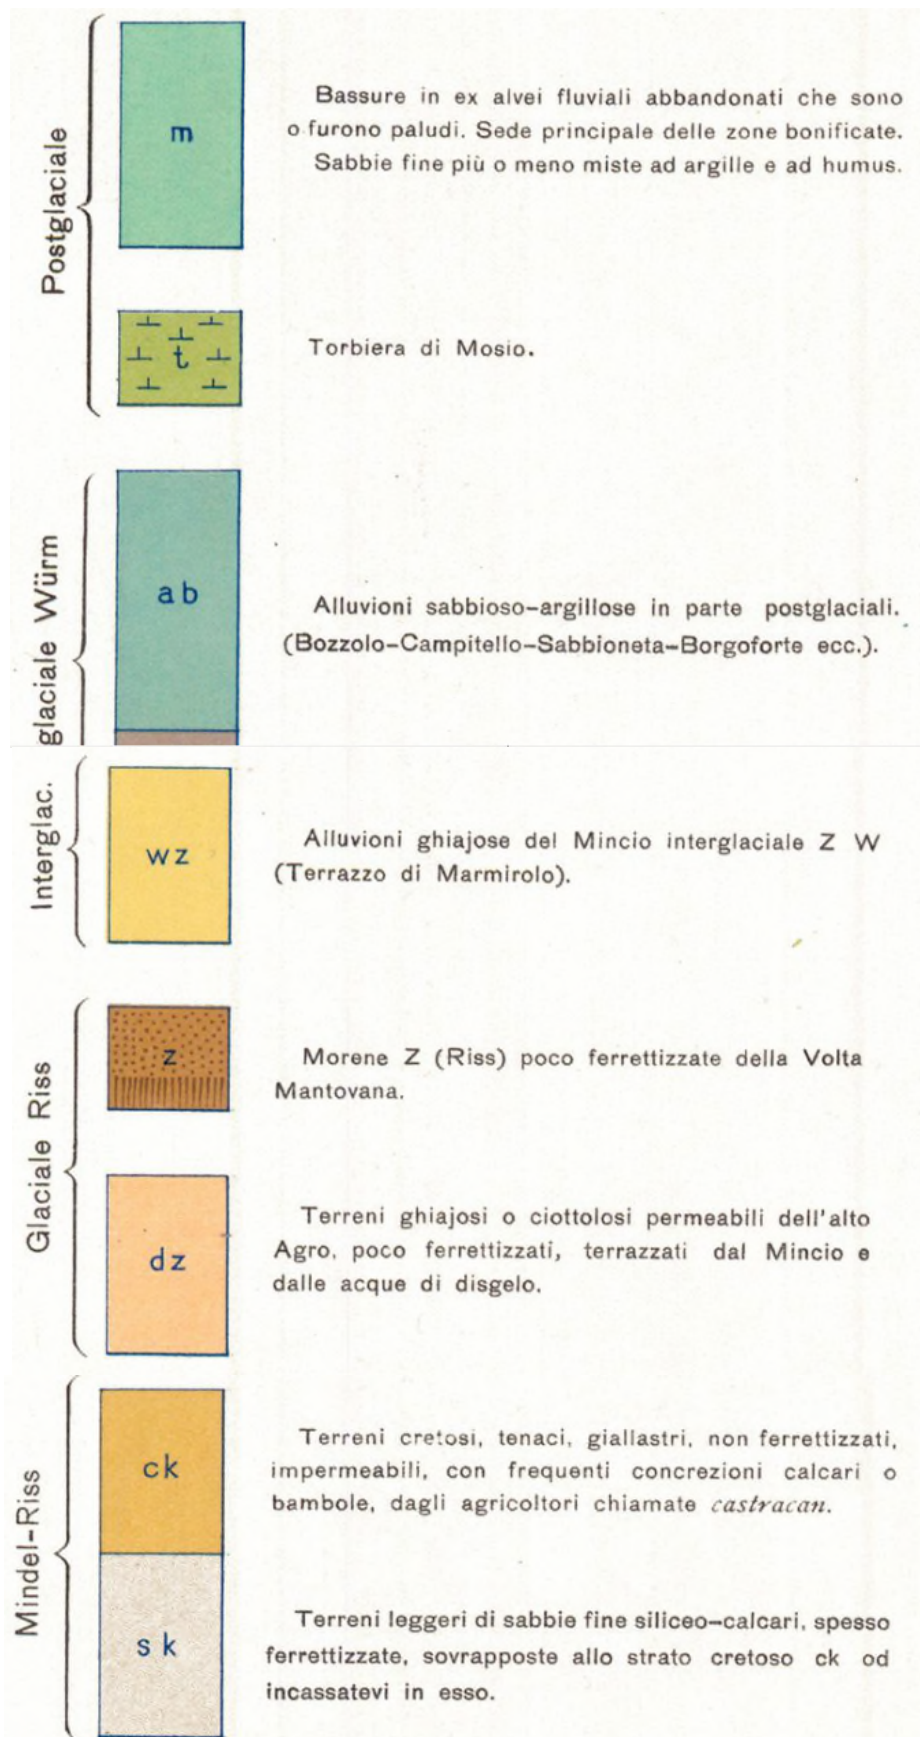 Postglaciale
m
Bassure in ex alvei fluviali abbandonati che sono
o furono paludi. Sede principale delle zone bonificate.
Sabbie fine più o meno miste ad argille e ad humus.
t
Torbiera di Mosio.
glaciale Würm
ab
Alluvioni sabbioso-argillose in parte postglaciali.
(Bozzolo-Campitello-Sabbioneta-Borgoforte ecc.).
Interglac.
wz
Alluvioni ghiajose del Mincio interglaciale Z W
(Terrazzo di Marmirolo).
Glaciale Riss
z
Morene Z (Riss) poco ferrettizzate della Volta
Mantovana.
dz
Terreni ghiajosi o ciottolosi permeabili dell'alto
Agro, poco ferrettizzati, terrazzati dal Mincio e
dalle acque di disgelo.
Mindel-Riss
ck
Terreni cretosi, tenaci, giallastri, non ferrettizzati,
impermeabili, con frequenti concrezioni calcari o
bambole, dagli agricoltori chiamate castracan.
sk
Terreni leggeri di sabbie fine siliceo-calcari, spesso
ferrettizzate, sovrapposte allo strato cretoso ck od
incassatevi in esso.